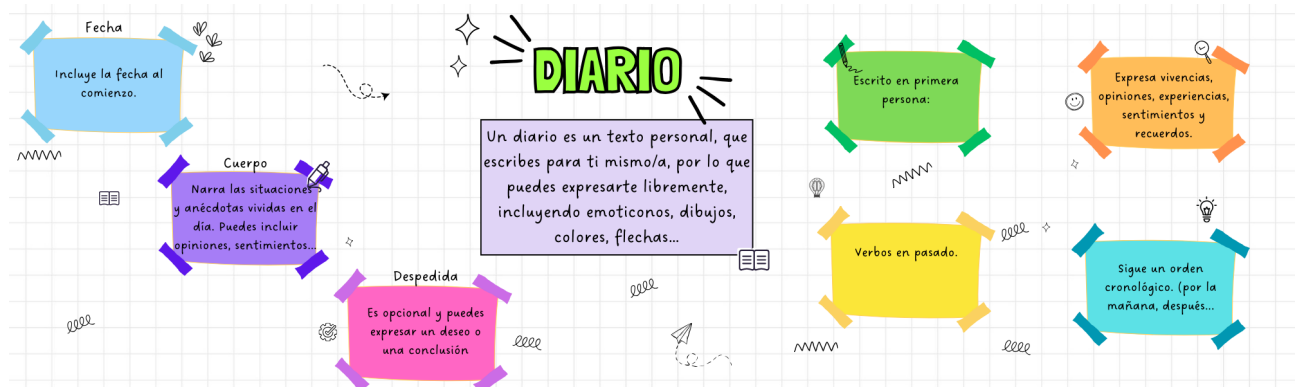 Fecha
Incluye la fecha al
comienzo.
Cuerpo
Narra las situaciones
y anécdotas vividas en el
día. Puedes incluir
opiniones, sentimientos...
Despedida
Es opcional y puedes
expresar un deseo o
una conclusión
DIARIO
Un diario es un texto personal, que
escribes para ti mismo/a, por lo que
puedes expresarte libremente,
incluyendo emoticonos, dibujos,
colores, flechas...
Escrito en primera
persona:
Expresa vivencias,
opiniones, experiencias,
sentimientos y
recuerdos.
Verbos en pasado.
Sigue un orden
cronológico. (por la
mañana, después...